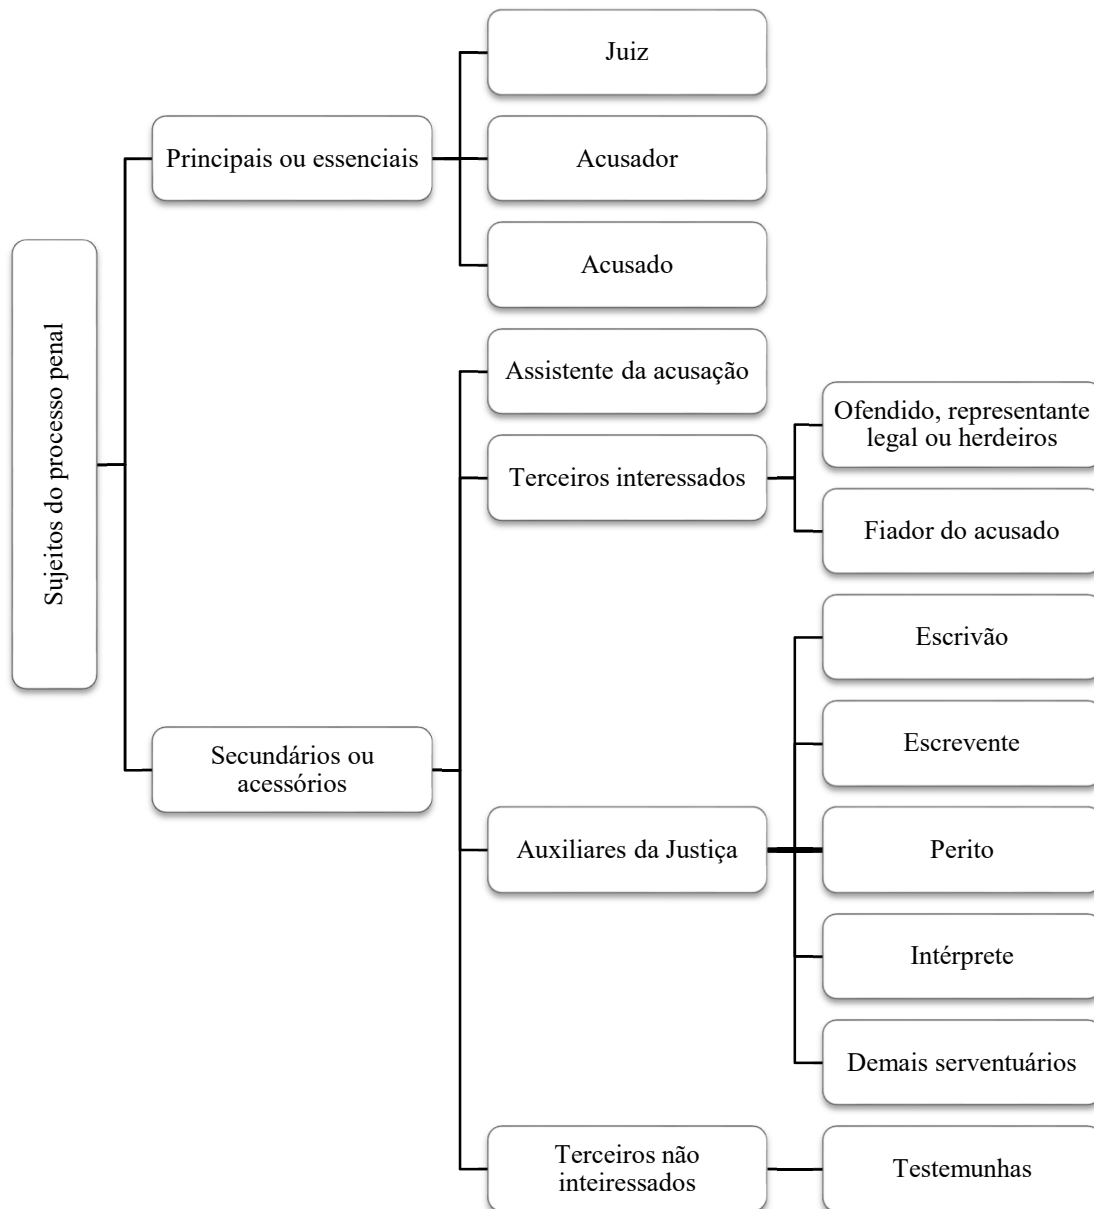 Sujeitos do processo penal
Principais ou essenciais
Juiz
Acusador
Acusado
Secundários ou
acessórios
Assistente da acusação
Terceiros interessados
Ofendido, representante
legal ou herdeiros
Fiador do acusado
Auxiliares da Justiça
Escrivão
Escrevente
Perito
Intérprete
Demais serventuários
Terceiros não
inteiressados
Testemunhas